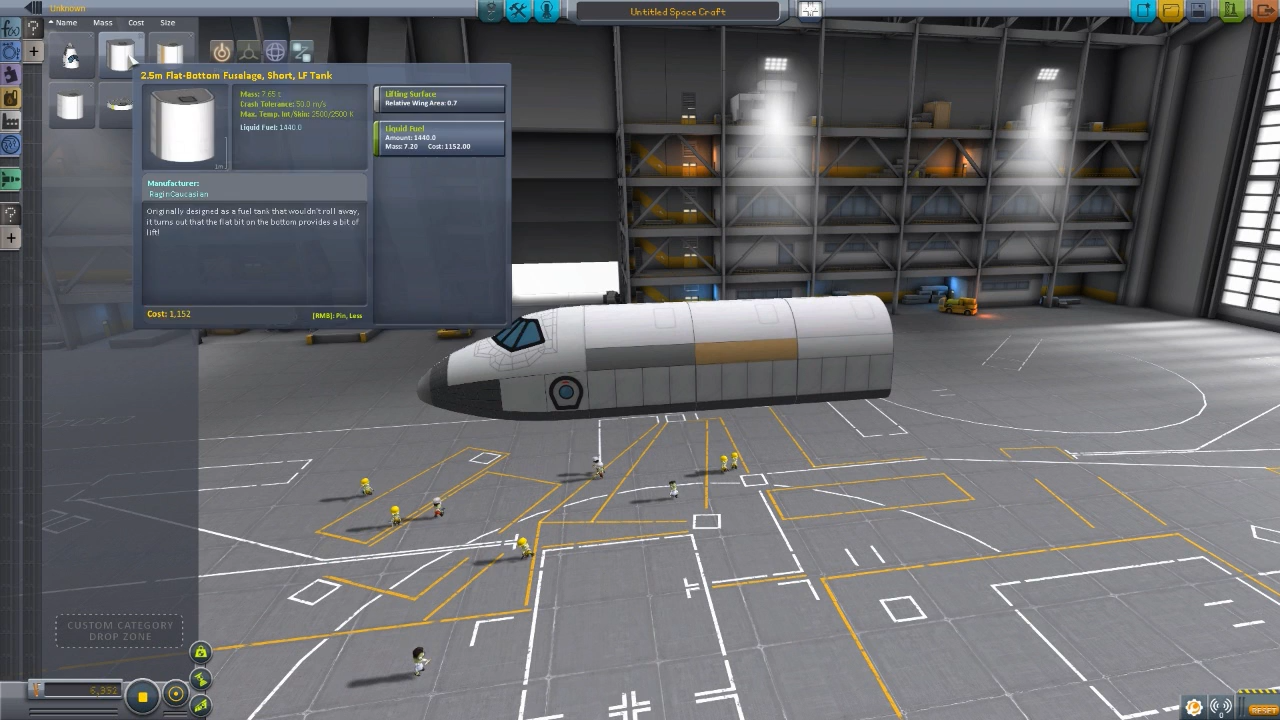 Unknown
Untitled Space Craft
Name Mass Cost Size
2.5m Flat-Bottom Fuselage, Short, LF Tank
Mass: 7.65 t
Crash Tolerance: 50.0 m/s
Max. Temp. Int/Skin: 2500/2500 K
Liquid Fuel: 1440.0
1m
Lifting Surface
Relative Wing Area: 0.7
Liquid Fuel
Amount: 1440.0
Mass: 7.20 Cost: 1152.00
Manufacturer:
RaginCaucasian
Originally designed as a fuel tank that wouldn't roll away,
it turns out that the flat bit on the bottom provides a bit of
lift!
Cost: 1,152
[RMB]: Pin, Less
CUSTOM CATEGORY
DROP ZONE
0
RESET